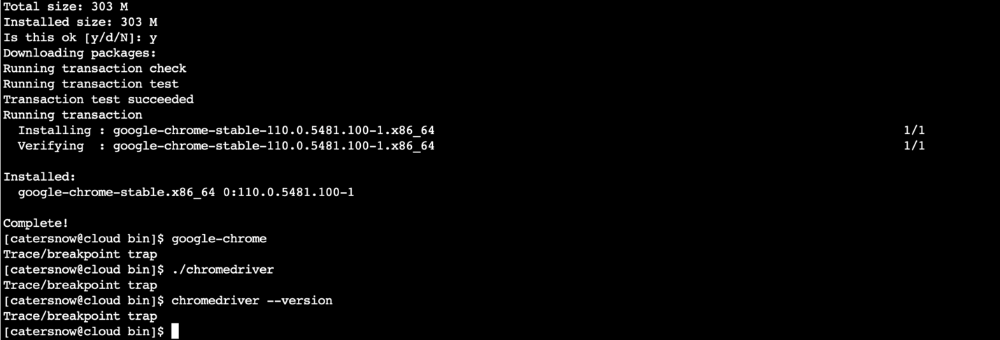 Total size: 303 M
Installed size: 303 M
Is this ok [y/d/N]: y
Downloading packages:
Running transaction check
Running transaction test
Transaction test succeeded
Running transaction
  Installing : google-chrome-stable-110.0.5481.100-1.x86_64 1/1
  Verifying  : google-chrome-stable-110.0.5481.100-1.x86_64 1/1
Installed:
  google-chrome-stable.x86_64 0:110.0.5481.100-1
Complete!
[catersnow@cloud bin]$ google-chrome
Trace/breakpoint trap
[catersnow@cloud bin]$ ./chromedriver
Trace/breakpoint trap
[catersnow@cloud bin]$ chromedriver --version
Trace/breakpoint trap
[catersnow@cloud bin]$